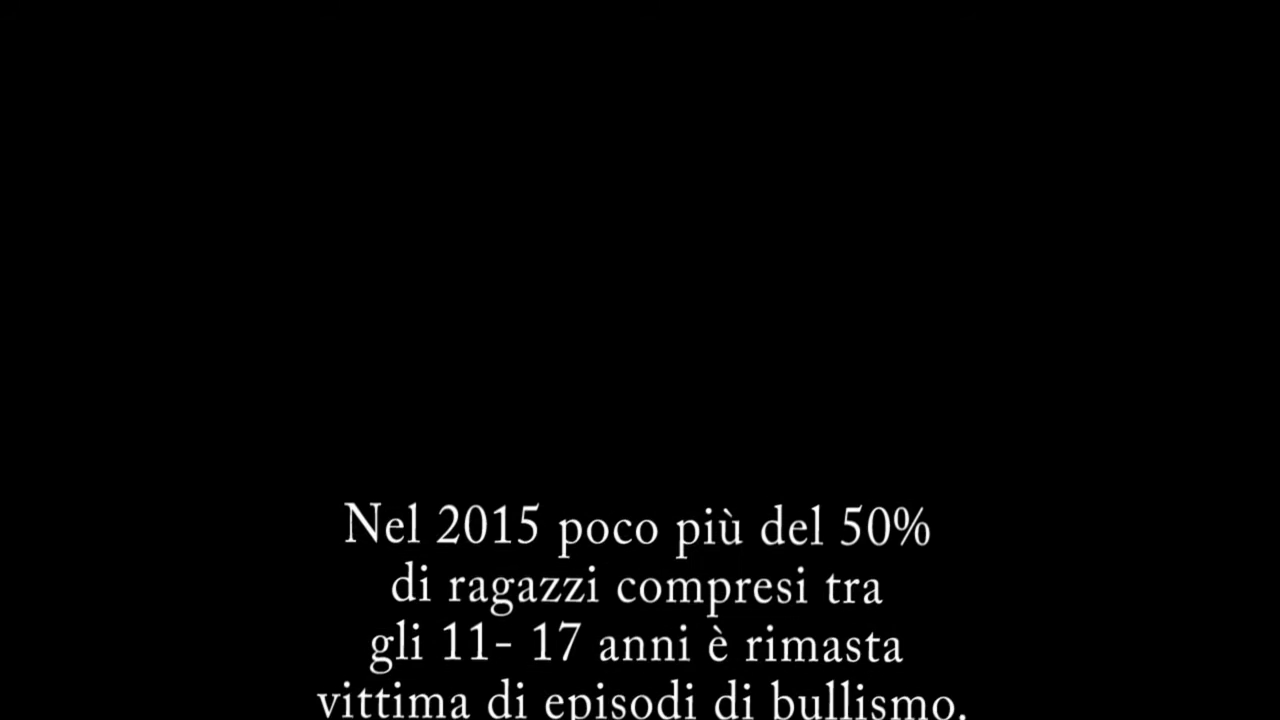 Nel 2015 poco più del 50%
di ragazzi compresi tra
gli 11- 17 anni è rimasta
vittima di episodi di bullismo.